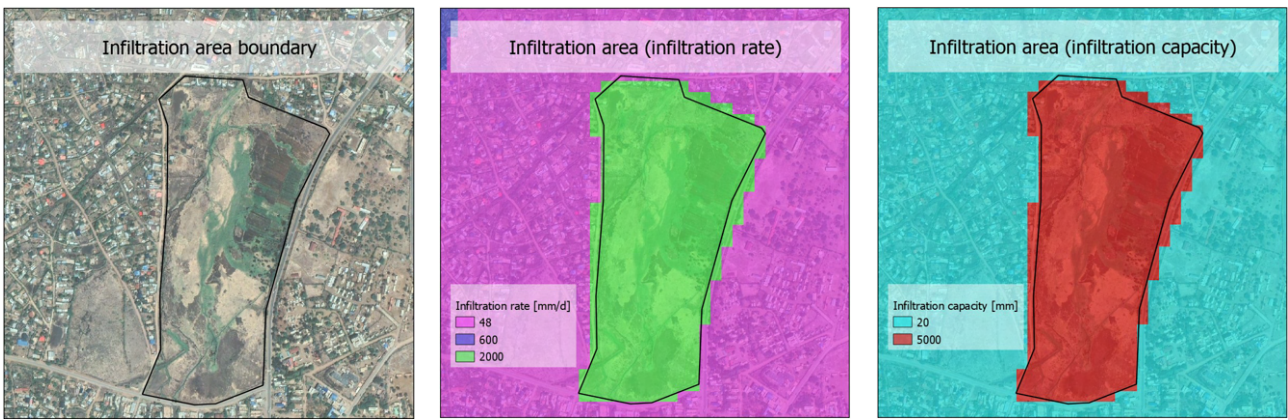 Infiltration area boundary
Infiltration area (infiltration rate)
Infiltration rate [mm/d]
48
600
2000
Infiltration area (infiltration capacity)
Infiltration capacity [mm]
20
5000